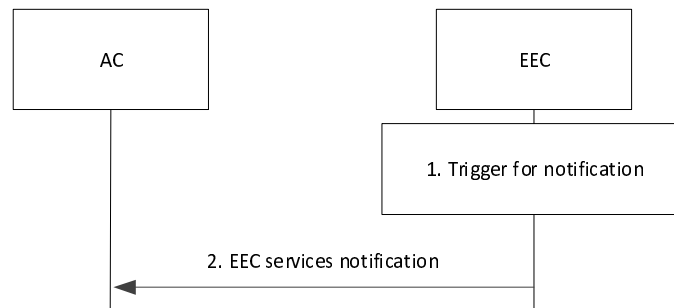 AC
EEC
1. Trigger for notification
2. EEC services notification